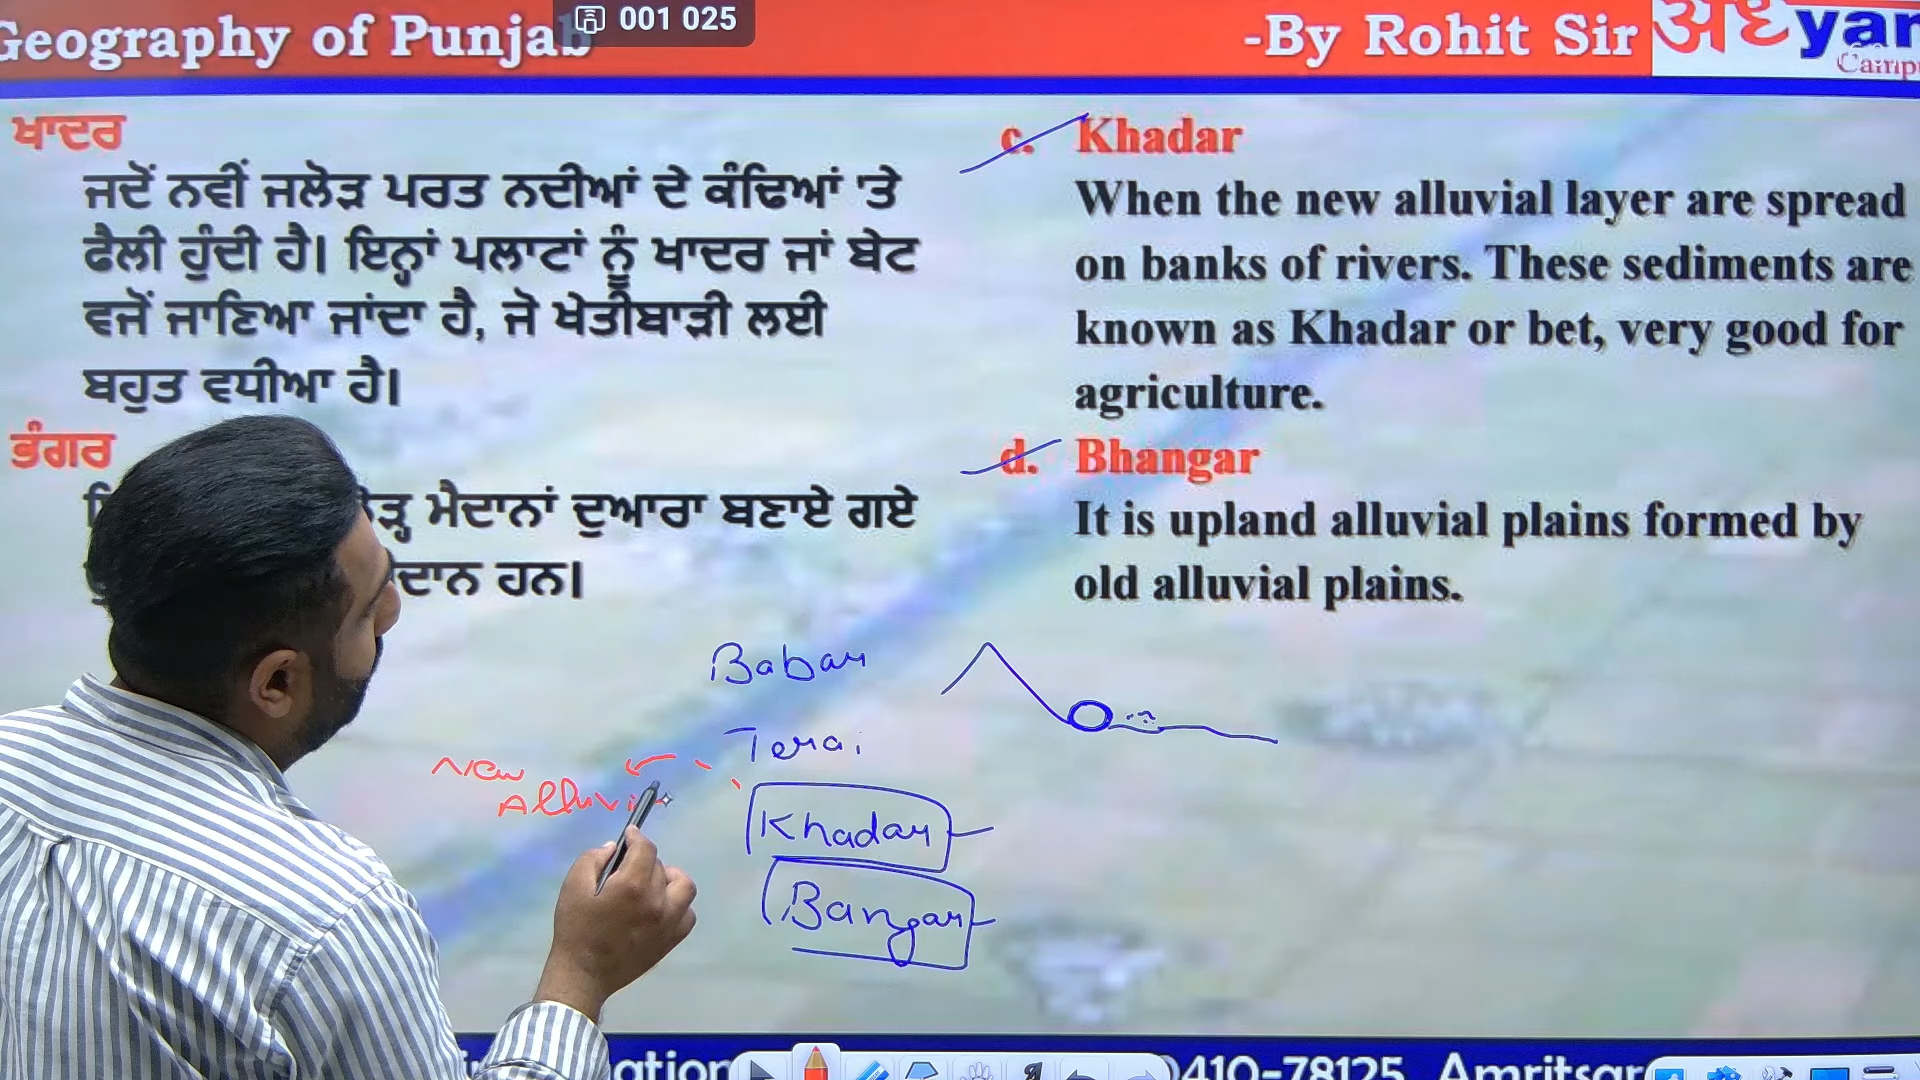 Geography of Punjab
001 025
-By Rohit Sir
ਅਧyan
Campu
ਖਾਦਰ
ਜਦੋਂ ਨਵੀਂ ਜਲੋੜ ਪਰਤ ਨਦੀਆਂ ਦੇ ਕੰਢਿਆਂ 'ਤੇ
ਫੈਲੀ ਹੁੰਦੀ ਹੈ। ਇਨ੍ਹਾਂ ਪਲਾਟਾਂ ਨੂੰ ਖਾਦਰ ਜਾਂ ਬੇਟ
ਵਜੋਂ ਜਾਣਿਆ ਜਾਂਦਾ ਹੈ, ਜੋ ਖੇਤੀਬਾੜੀ ਲਈ
ਬਹੁਤ ਵਧੀਆ ਹੈ।
ਭੰਗਰ
ਮੈਦਾਨਾਂ ਦੁਆਰਾ ਬਣਾਏ ਗਏ
ਹਨ।
c. Khadar
When the new alluvial layer are spread
on banks of rivers. These sediments are
known as Khadar or bet, very good for
agriculture.
d. Bhangar
It is upland alluvial plains formed by
old alluvial plains.
Babar
Terai
New
Alluvi
Khadar
Bangar
0410-78125 Amritsar